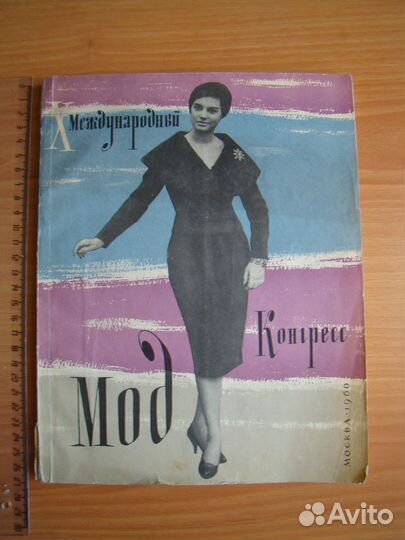 X Международный
Конгресс
Мод
МОСКВА-1960
Avito